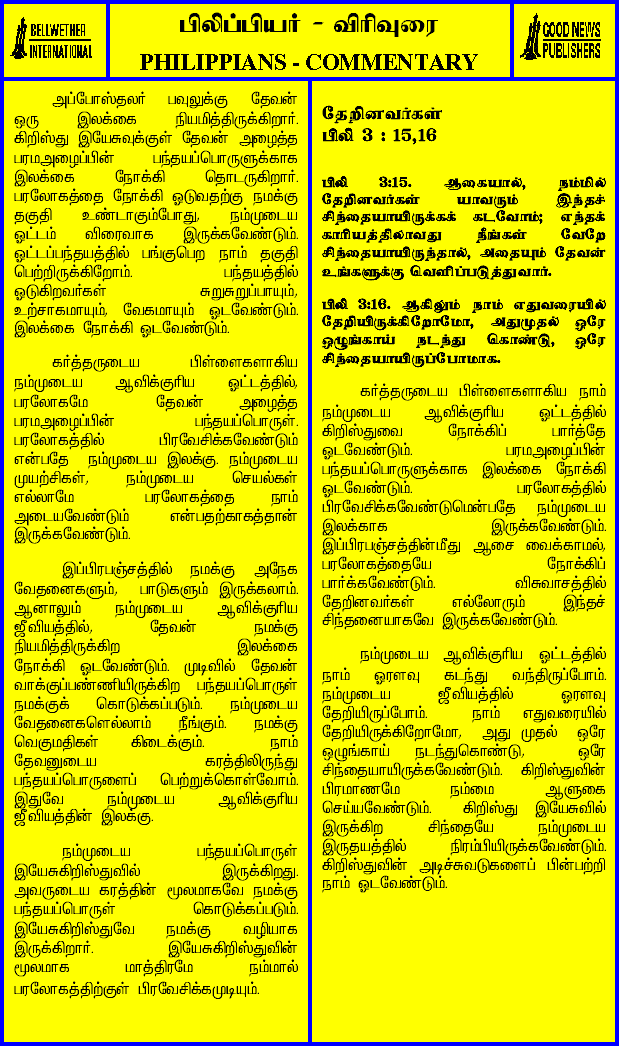 BELLWETHER
INTERNATIONAL
பிலிப்பியர் - விரிவுரை
PHILIPPIANS - COMMENTARY
GOOD NEWS
PUBLISHERS
அப்போஸ்தலர் பவுலுக்கு தேவன்
ஒரு இலக்கை நியமித்திருக்கிறார்.
கிறிஸ்து இயேசுவுக்குள் தேவன் அழைத்த
பரமஅழைப்பின் பந்தயப்பொருளுக்காக
இலக்கை நோக்கி தொடருகிறார்.
பரலோகத்தை நோக்கி ஓடுவதற்கு நமக்கு
தகுதி உண்டாகும்போது, நம்முடைய
ஓட்டம் விரைவாக இருக்கவேண்டும்.
ஓட்டப்பந்தயத்தில் பங்குபெற நாம் தகுதி
பெற்றிருக்கிறோம். பந்தயத்தில்
ஓடுகிறவர்கள் சுறுசுறுப்பாயும்,
உற்சாகமாயும், வேகமாயும் ஓடவேண்டும்.
இலக்கை நோக்கி ஓடவேண்டும்.
கர்த்தருடைய பிள்ளைகளாகிய
நம்முடைய ஆவிக்குரிய ஓட்டத்தில்,
பரலோகமே தேவன் அழைத்த
பரமஅழைப்பின் பந்தயப்பொருள்.
பரலோகத்தில் பிரவேசிக்கவேண்டும்
என்பதே நம்முடைய இலக்கு. நம்முடைய
முயற்சிகள், நம்முடைய செயல்கள்
எல்லாமே பரலோகத்தை நாம்
அடையவேண்டும் என்பதற்காகத்தான்
இருக்கவேண்டும்.
இப்பிரபஞ்சத்தில் நமக்கு அநேக
வேதனைகளும், பாடுகளும் இருக்கலாம்.
ஆனாலும் நம்முடைய ஆவிக்குரிய
ஜீவியத்தில், தேவன் நமக்கு
நியமித்திருக்கிற இலக்கை
நோக்கி ஓடவேண்டும். முடிவில் தேவன்
வாக்குப்பண்ணியிருக்கிற பந்தயப்பொருள்
நமக்குக் கொடுக்கப்படும். நம்முடைய
வேதனைகளெல்லாம் நீங்கும். நமக்கு
வெகுமதிகள் கிடைக்கும். நாம்
தேவனுடைய கரத்திலிருந்து
பந்தயப்பொருளைப் பெற்றுக்கொள்வோம்.
இதுவே நம்முடைய ஆவிக்குரிய
ஜீவியத்தின் இலக்கு.
நம்முடைய பந்தயப்பொருள்
இயேசுகிறிஸ்துவில் இருக்கிறது.
அவருடைய கரத்தின் மூலமாகவே நமக்கு
பந்தயப்பொருள் கொடுக்கப்படும்.
இயேசுகிறிஸ்துவே நமக்கு வழியாக
இருக்கிறார். இயேசுகிறிஸ்துவின்
மூலமாக மாத்திரமே நம்மால்
பரலோகத்திற்குள் பிரவேசிக்கமுடியும்.
தேறினவர்கள்
பிலி 3 : 15,16
பிலி 3:15. ஆகையால், நம்மில்
தேறினவர்கள் யாவரும் இந்தச்
சிந்தையாயிருக்கக் கடவோம்; எந்தக்
காரியத்திலாவது நீங்கள் வேறே
சிந்தையாயிருந்தால், அதையும் தேவன்
உங்களுக்கு வெளிப்படுத்துவார்.
பிலி 3:16. ஆகிலும் நாம் எதுவரையில்
தேறியிருக்கிறோமோ, அதுமுதல் ஒரே
ஒழுங்காய் நடந்து கொண்டு, ஒரே
சிந்தையாயிருப்போமாக.
கர்த்தருடைய பிள்ளைகளாகிய நாம்
நம்முடைய ஆவிக்குரிய ஓட்டத்தில்
கிறிஸ்துவை நோக்கிப் பார்த்தே
ஓடவேண்டும். பரமஅழைப்பின்
பந்தயப்பொருளுக்காக இலக்கை நோக்கி
ஓடவேண்டும். பரலோகத்தில்
பிரவேசிக்கவேண்டுமென்பதே நம்முடைய
இலக்காக இருக்கவேண்டும்.
இப்பிரபஞ்சத்தின்மீது ஆசை வைக்காமல்,
பரலோகத்தையே நோக்கிப்
பார்க்கவேண்டும். விசுவாசத்தில்
தேறினவர்கள் எல்லோரும் இந்தச்
சிந்தனையாகவே இருக்கவேண்டும்.
நம்முடைய ஆவிக்குரிய ஓட்டத்தில்
நாம் ஓரளவு கடந்து வந்திருப்போம்.
நம்முடைய ஜீவியத்தில் ஓரளவு
தேறியிருப்போம். நாம் எதுவரையில்
தேறியிருக்கிறோமோ, அது முதல் ஒரே
ஒழுங்காய் நடந்துகொண்டு, ஒரே
சிந்தையாயிருக்கவேண்டும். கிறிஸ்துவின்
பிரமாணமே நம்மை ஆளுகை
செய்யவேண்டும். கிறிஸ்து இயேசுவில்
இருக்கிற சிந்தையே நம்முடைய
இருதயத்தில் நிரம்பியிருக்கவேண்டும்.
கிறிஸ்துவின் அடிச்சுவடுகளைப் பின்பற்றி
நாம் ஓடவேண்டும்.